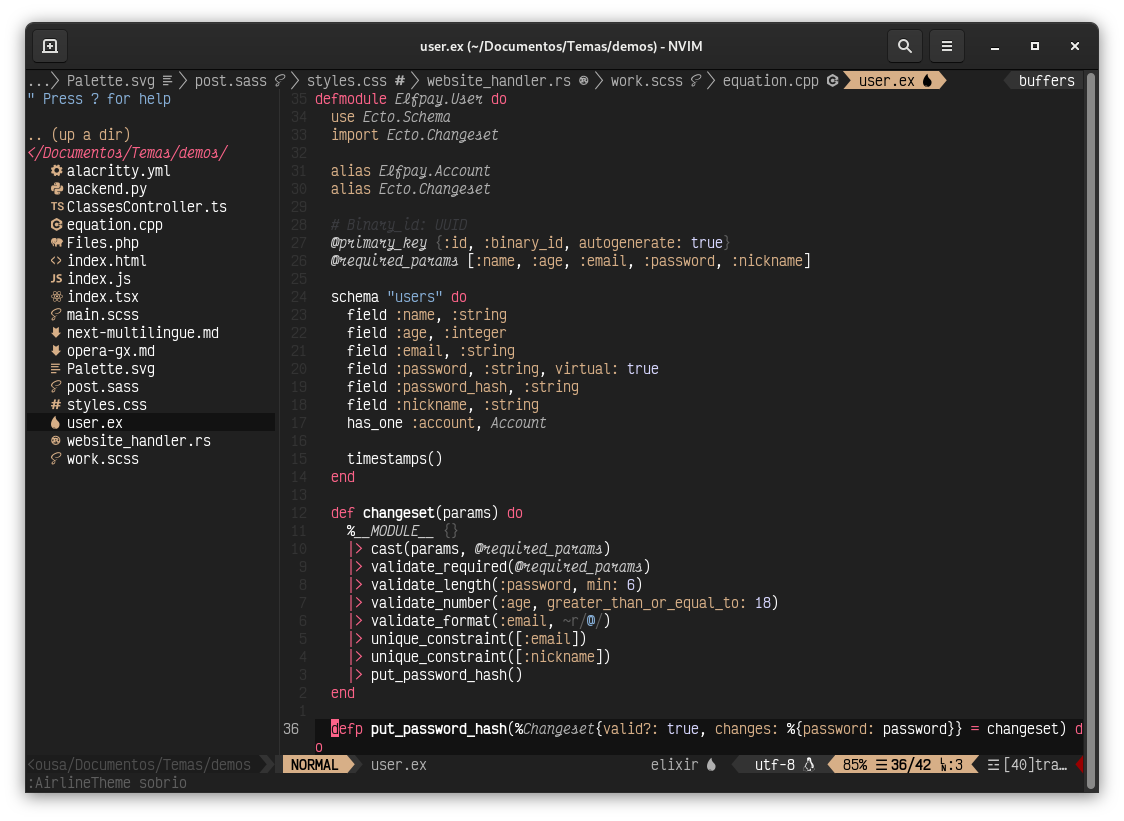 user.ex (~/Documentos/Temas/demos) - NVIM
...> Palette.svg > post.sass > styles.css # > website_handler.rs > work.scss > equation.cpp user.ex buffers
" Press ? for help
.. (up a dir)
</Documentos/Temas/demos/
alacritty.yml
backend.py
TS ClassesController.ts
equation.cpp
Files.php
<> index.html
JS index.js
index.tsx
main.scss
next-multilingue.md
opera-gx.md
Palette.svg
post.sass
# styles.css
user.ex
website_handler.rs
work.scss
35 defmodule Elfpay.User do
34 use Ecto.Schema
33 import Ecto.Changeset
32
31 alias Elfpay.Account
30 alias Ecto.Changeset
29
28 # Binary_id: UUID
27 @primary_key {:id, :binary_id, autogenerate: true}
26 @required_params [:name, :age, :email, :password, :nickname]
25
24 schema "users" do
23 field :name, :string
22 field :age, :integer
21 field :email, :string
20 field :password, :string, virtual: true
19 field :password_hash, :string
18 field :nickname, :string
17 has_one :account, Account
16
15 timestamps()
14 end
13
12 def changeset(params) do
11 %__MODULE__ {}
10 |> cast(params, @required_params)
9 |> validate_required(@required_params)
8 |> validate_length(:password, min: 6)
7 |> validate_number(:age, greater_than_or_equal_to: 18)
6 |> validate_format(:email, ~r/@/)
5 |> unique_constraint([:email])
4 |> unique_constraint([:nickname])
3 |> put_password_hash()
2 end
1
36 defp put_password_hash(%Changeset{valid?: true, changes: %{password: password}} = changeset) d
o
<ousa/Documentos/Temas/demos NORMAL user.ex elixir utf-8 85% ☰ 36/42 :3 ☲ [40]tra…
:AirlineTheme sobrio